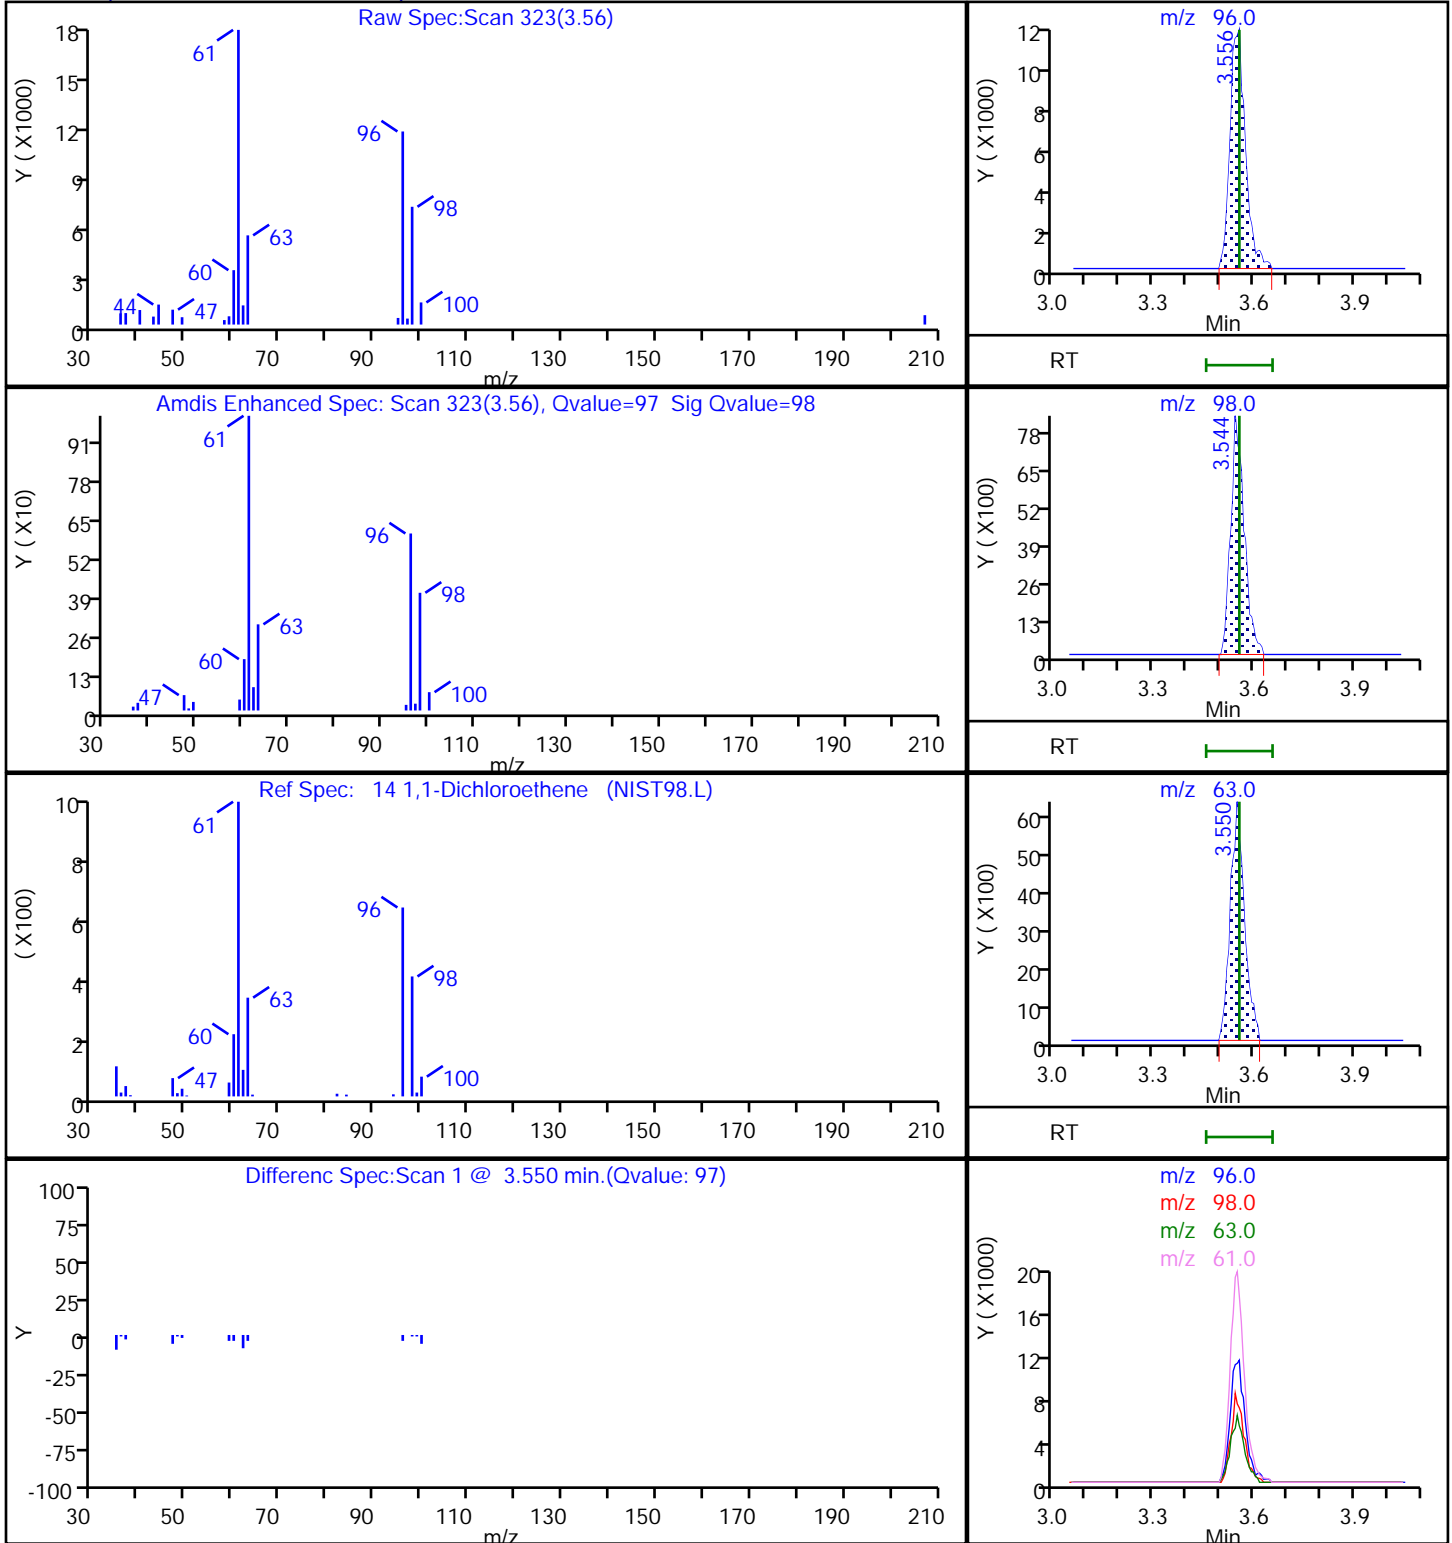 Raw Spec:Scan 323(3.56)
Y ( X1000)
18
15
12
9
6
3
0
61
96
98
63
60
44
47
100
30 50 70 90 110 130 150 170 190 210
m/z
m/z 96.0
Y ( X1000)
12
10
8
6
4
2
0
3.556
3.0 3.3 3.6 3.9
Min
RT
Amdis Enhanced Spec: Scan 323(3.56), Qvalue=97 Sig Qvalue=98
Y ( X10)
91
78
65
52
39
26
13
0
61
96
98
63
60
47
100
30 50 70 90 110 130 150 170 190 210
m/z
m/z 98.0
Y ( X100)
78
65
52
39
26
13
0
3.544
3.0 3.3 3.6 3.9
Min
RT
Ref Spec: 14 1,1-Dichloroethene (NIST98.L)
( X100)
10
8
6
4
2
0
61
96
98
63
60
47
100
30 50 70 90 110 130 150 170 190 210
m/z 63.0
Y ( X100)
60
50
40
30
20
10
0
3.550
3.0 3.3 3.6 3.9
Min
RT
Differenc Spec:Scan 1 @ 3.550 min.(Qvalue: 97)
Y
100
75
50
25
0
-25
-50
-75
-100
30 50 70 90 110 130 150 170 190 210
m/z
m/z 96.0
m/z 98.0
m/z 63.0
m/z 61.0
Y ( X1000)
20
16
12
8
4
0
3.0 3.3 3.6 3.9
Min